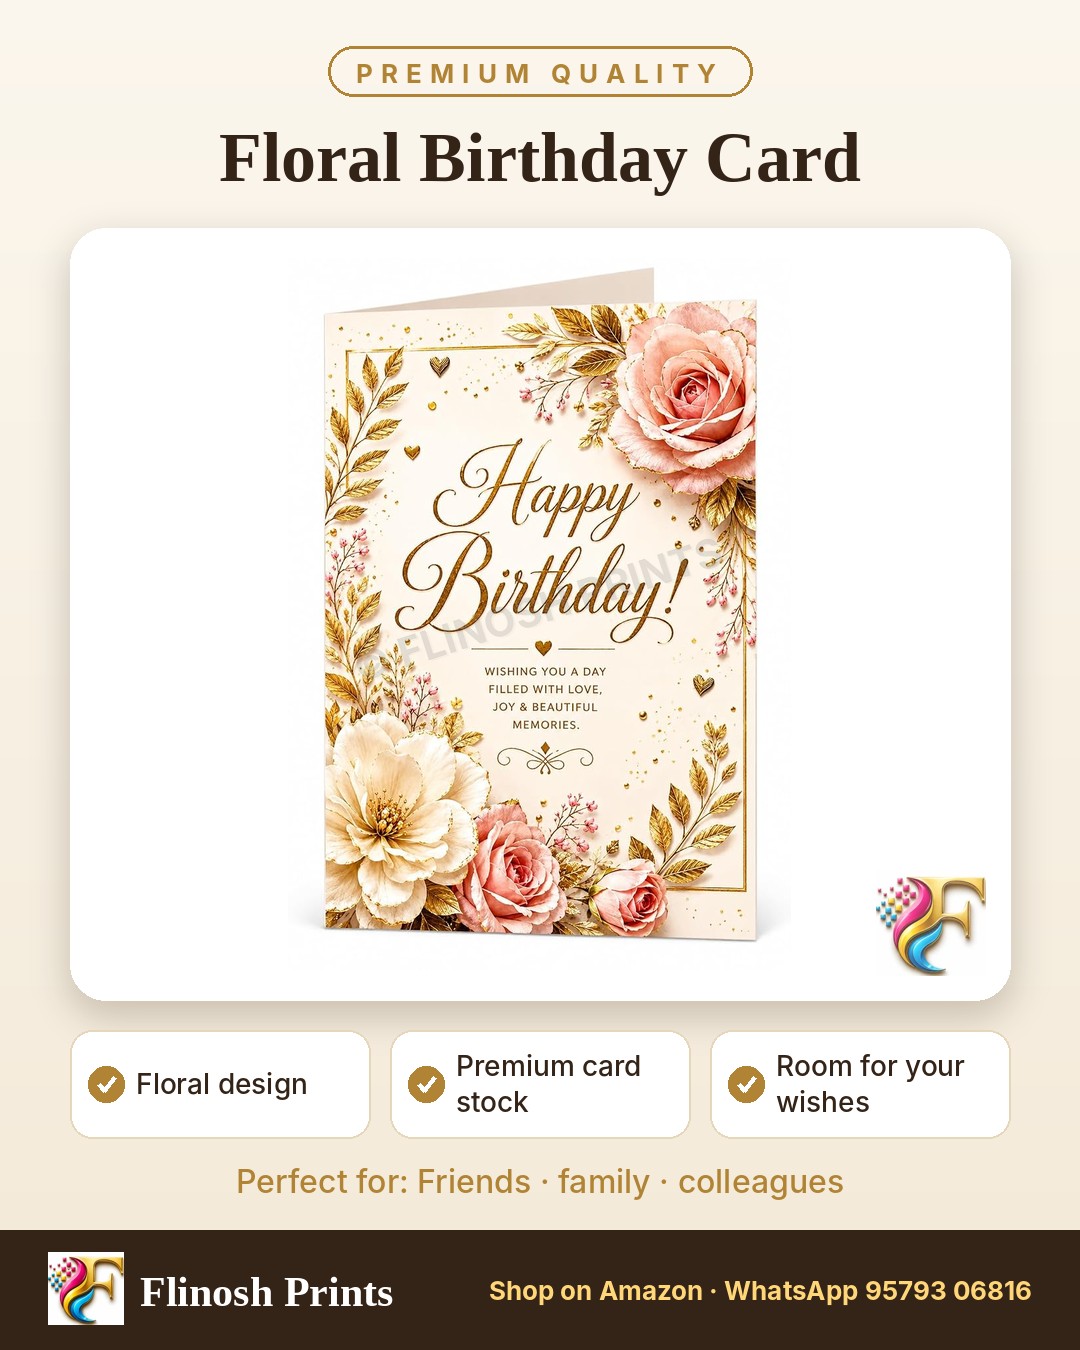 PREMIUM QUALITY
Floral Birthday Card
Happy
Birthday!
© FLINOSH PRINTS
WISHING YOU A DAY
FILLED WITH LOVE,
JOY & BEAUTIFUL
MEMORIES.
F
Floral design
Premium card
stock
Room for your
wishes
Perfect for: Friends · family · colleagues
F
Flinosh Prints
Shop on Amazon · WhatsApp 95793 06816